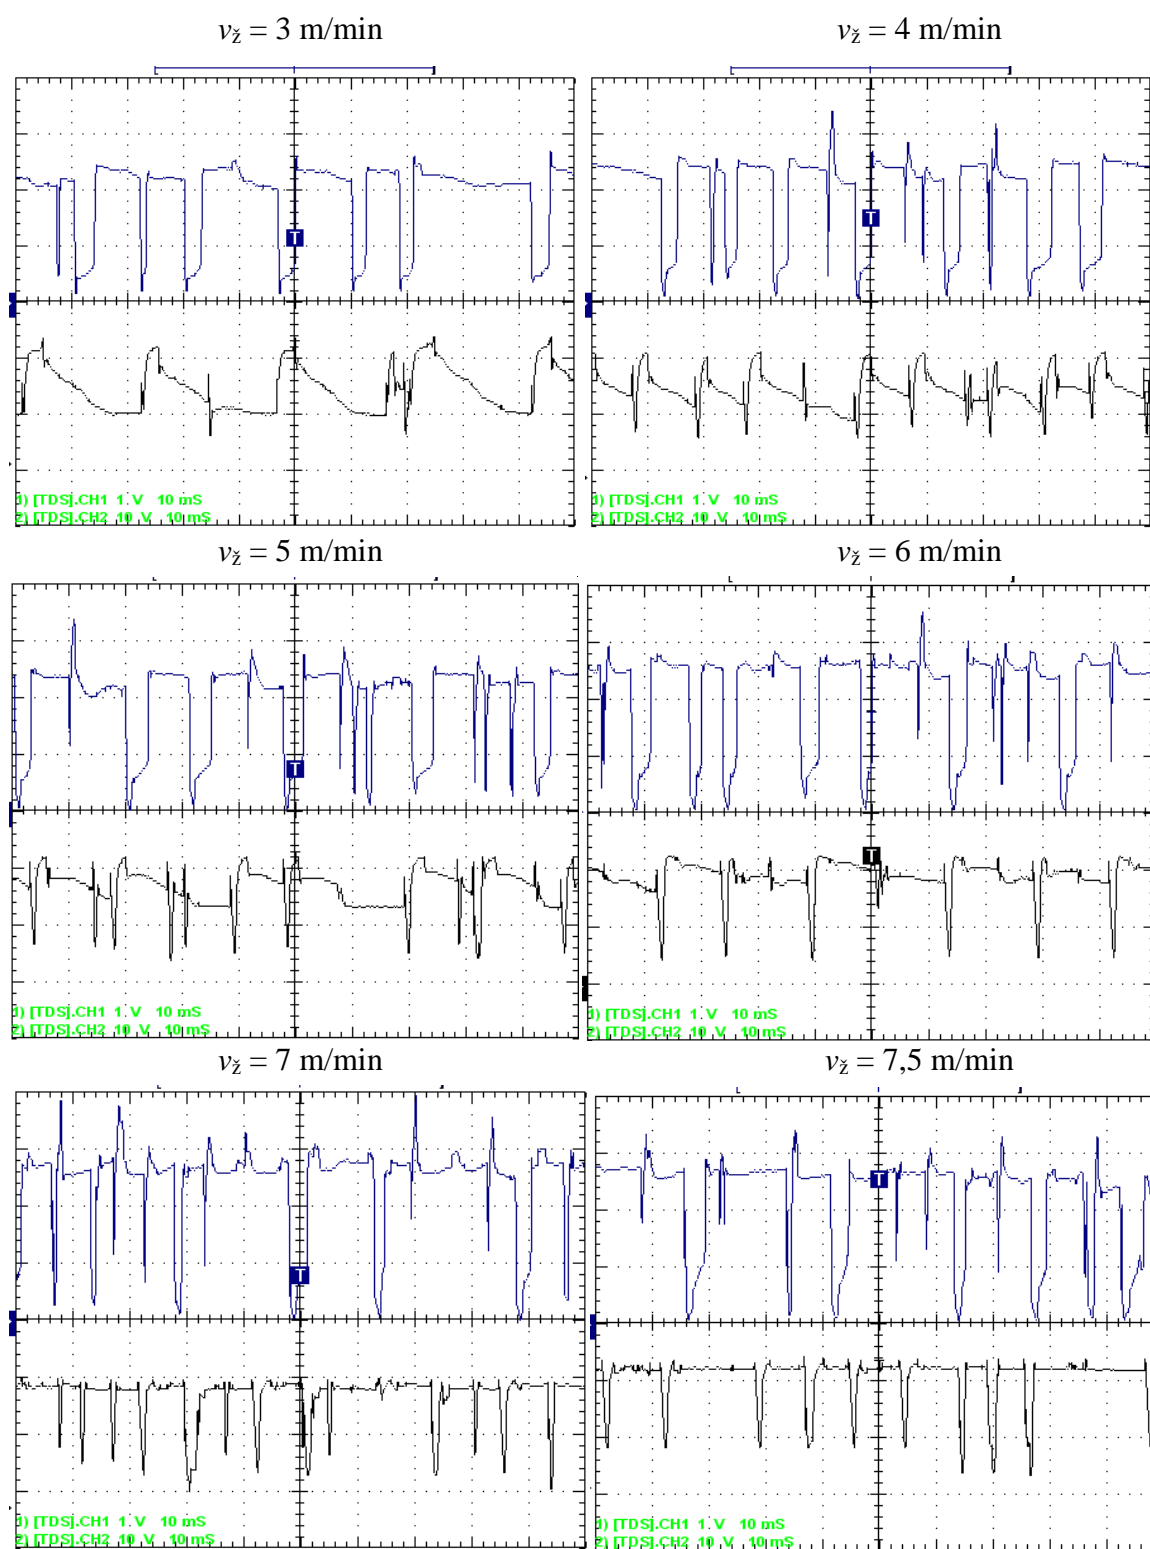 vž = 3 m/min
vž = 4 m/min
T
T
1) [TDS].CH1 1. V 10 mS
2) [TDS].CH2 10 V 10 mS
1) [TDS].CH1 1. V 10 mS
2) [TDS].CH2 10 V 10 mS
vž = 5 m/min
vž = 6 m/min
T
T
1) [TDS].CH1 1. V 10 mS
2) [TDS].CH2 10 V 10 mS
1) [TDS].CH1 1. V 10 mS
2) [TDS].CH2 10 V 10 mS
vž = 7 m/min
vž = 7,5 m/min
T
T
1) [TDS].CH1 1. V 10 mS
2) [TDS].CH2 10 V 10 mS
1) [TDS].CH1 1. V 10 mS
2) [TDS].CH2 10 V 10 mS